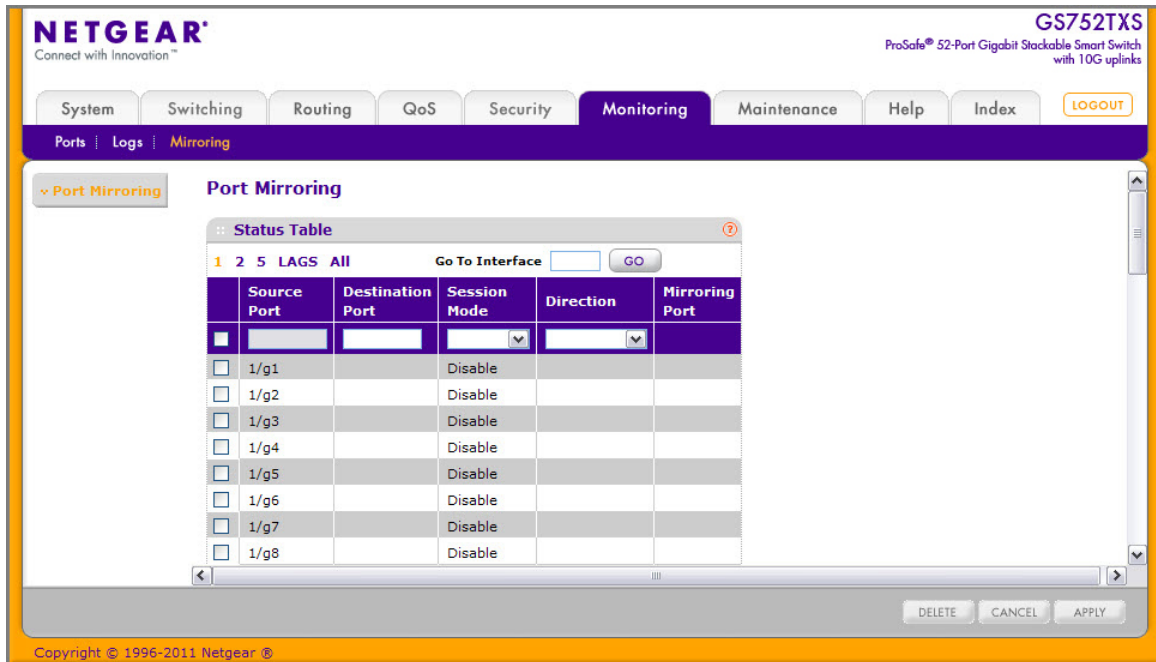 NETGEAR®
Connect with Innovation™
GS752TXS
ProSafe® 52-Port Gigabit Stackable Smart Switch
with 10G uplinks
System Switching Routing QoS Security Monitoring Maintenance Help Index LOGOUT
Ports Logs Mirroring
Port Mirroring
Port Mirroring
Status Table ?
1 2 5 LAGS All Go To Interface GO
Source Port Destination Port Session Mode Direction Mirroring Port
1/g1 Disable
1/g2 Disable
1/g3 Disable
1/g4 Disable
1/g5 Disable
1/g6 Disable
1/g7 Disable
1/g8 Disable
DELETE CANCEL APPLY
Copyright © 1996-2011 Netgear ®